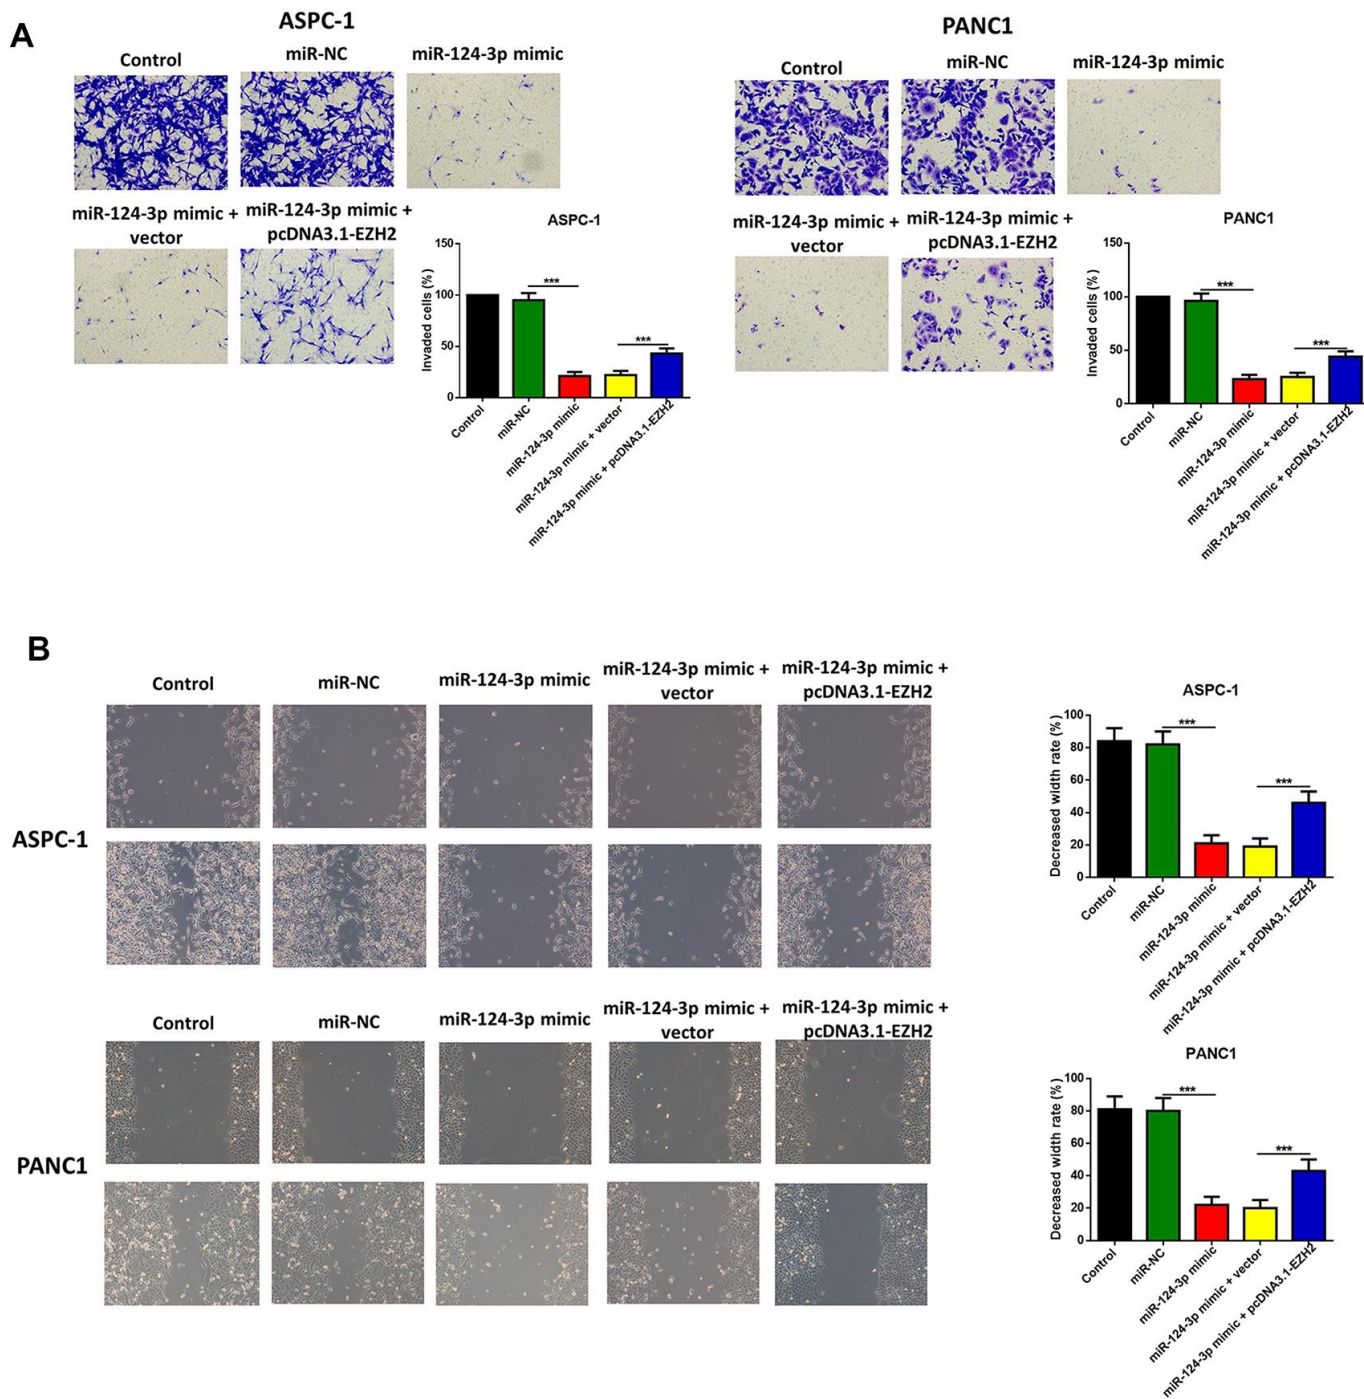 A
ASPC-1
Control
miR-NC
miR-124-3p mimic
miR-124-3p mimic +
vector
miR-124-3p mimic +
pcDNA3.1-EZH2
ASPC-1
Invaded cells (%)
150
100
50
0
***
***
Control
miR-NC
miR-124-3p mimic
miR-124-3p mimic + vector
miR-124-3p mimic + pcDNA3.1-EZH2
PANC1
Control
miR-NC
miR-124-3p mimic
miR-124-3p mimic +
vector
miR-124-3p mimic +
pcDNA3.1-EZH2
PANC1
Invaded cells (%)
150
100
50
0
***
***
Control
miR-NC
miR-124-3p mimic
miR-124-3p mimic + vector
miR-124-3p mimic + pcDNA3.1-EZH2
B
Control
miR-NC
miR-124-3p mimic
miR-124-3p mimic +
vector
miR-124-3p mimic +
pcDNA3.1-EZH2
ASPC-1
ASPC-1
Decreased width rate (%)
100
80
60
40
20
0
***
***
Control
miR-NC
miR-124-3p mimic
miR-124-3p mimic + vector
miR-124-3p mimic + pcDNA3.1-EZH2
Control
miR-NC
miR-124-3p mimic
miR-124-3p mimic +
vector
miR-124-3p mimic +
pcDNA3.1-EZH2
PANC1
PANC1
Decreased width rate (%)
100
80
60
40
20
0
***
***
Control
miR-NC
miR-124-3p mimic
miR-124-3p mimic + vector
miR-124-3p mimic + pcDNA3.1-EZH2